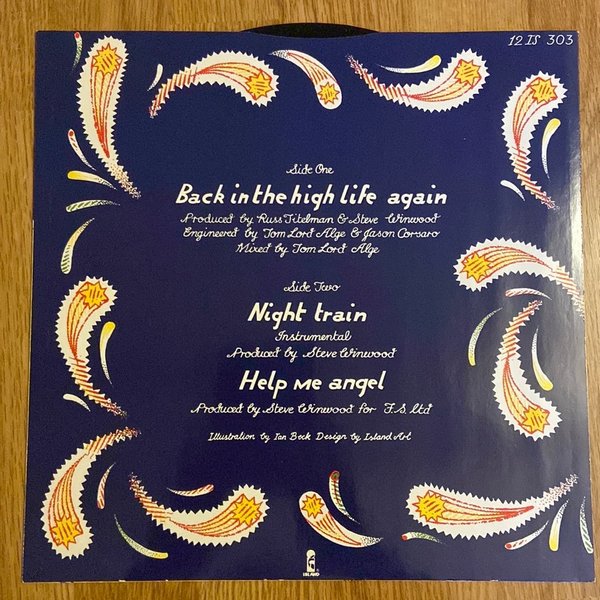 12 IS 303
Side One
Back in the high life again
Produced by Russ Titelman & Steve Winwood
Engineered by Tom Lord Alge & Jason Corsaro
Mixed by Tom Lord Alge
Side Two
Night train
Instrumental
Produced by Steve Winwood
Help me angel
Produced by Steve Winwood for F.S. Ltd
Illustration by Ian Beck Design by Island Art
ISLAND